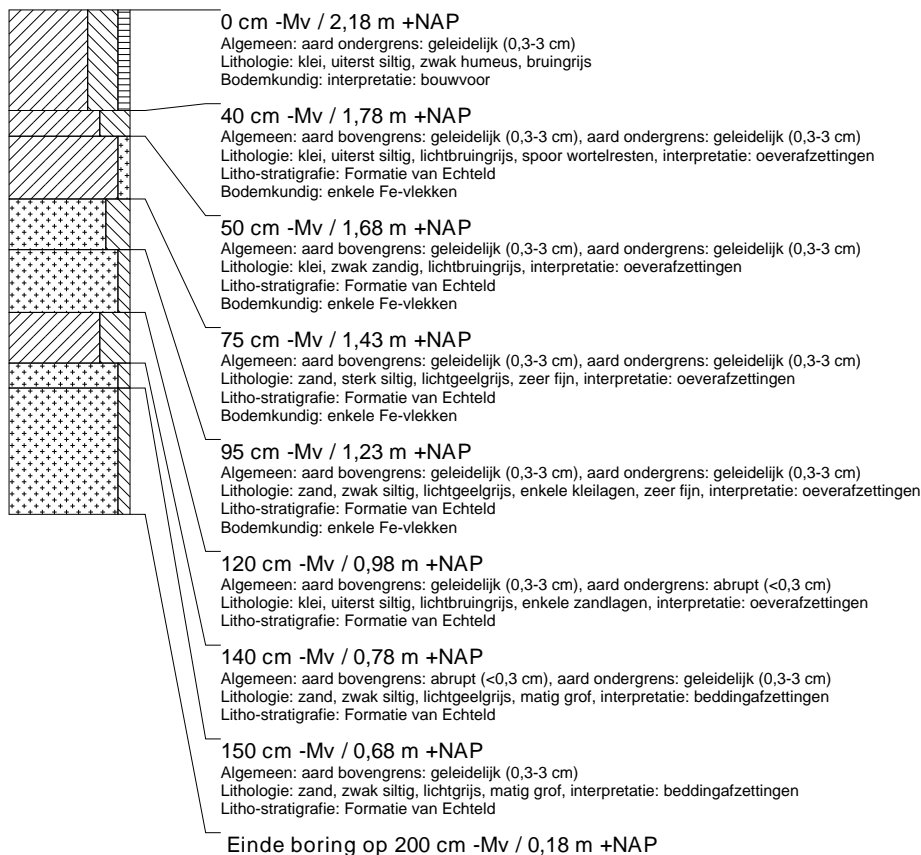 0 cm -Mv / 2,18 m +NAP
Algemeen: aard ondergrens: geleidelijk (0,3-3 cm)
Lithologie: klei, uiterst siltig, zwak humeus, bruingrijs
Bodemkundig: interpretatie: bouwvoor
40 cm -Mv / 1,78 m +NAP
Algemeen: aard bovengrens: geleidelijk (0,3-3 cm), aard ondergrens: geleidelijk (0,3-3 cm)
Lithologie: klei, uiterst siltig, lichtbruingrijs, spoor wortelresten, interpretatie: oeverafzettingen
Litho-stratigrafie: Formatie van Echteld
Bodemkundig: enkele Fe-vlekken
50 cm -Mv / 1,68 m +NAP
Algemeen: aard bovengrens: geleidelijk (0,3-3 cm), aard ondergrens: geleidelijk (0,3-3 cm)
Lithologie: klei, zwak zandig, lichtbruingrijs, interpretatie: oeverafzettingen
Litho-stratigrafie: Formatie van Echteld
Bodemkundig: enkele Fe-vlekken
75 cm -Mv / 1,43 m +NAP
Algemeen: aard bovengrens: geleidelijk (0,3-3 cm), aard ondergrens: geleidelijk (0,3-3 cm)
Lithologie: zand, sterk siltig, lichtgeelgrijs, zeer fijn, interpretatie: oeverafzettingen
Litho-stratigrafie: Formatie van Echteld
Bodemkundig: enkele Fe-vlekken
95 cm -Mv / 1,23 m +NAP
Algemeen: aard bovengrens: geleidelijk (0,3-3 cm), aard ondergrens: geleidelijk (0,3-3 cm)
Lithologie: zand, zwak siltig, lichtgeelgrijs, enkele kleilagen, zeer fijn, interpretatie: oeverafzettingen
Litho-stratigrafie: Formatie van Echteld
Bodemkundig: enkele Fe-vlekken
120 cm -Mv / 0,98 m +NAP
Algemeen: aard bovengrens: geleidelijk (0,3-3 cm), aard ondergrens: abrupt (<0,3 cm)
Lithologie: klei, uiterst siltig, lichtbruingrijs, enkele zandlagen, interpretatie: oeverafzettingen
Litho-stratigrafie: Formatie van Echteld
140 cm -Mv / 0,78 m +NAP
Algemeen: aard bovengrens: abrupt (<0,3 cm), aard ondergrens: geleidelijk (0,3-3 cm)
Lithologie: zand, zwak siltig, lichtgeelgrijs, matig grof, interpretatie: beddingafzettingen
Litho-stratigrafie: Formatie van Echteld
150 cm -Mv / 0,68 m +NAP
Algemeen: aard bovengrens: geleidelijk (0,3-3 cm)
Lithologie: zand, zwak siltig, lichtgrijs, matig grof, interpretatie: beddingafzettingen
Litho-stratigrafie: Formatie van Echteld
Einde boring op 200 cm -Mv / 0,18 m +NAP